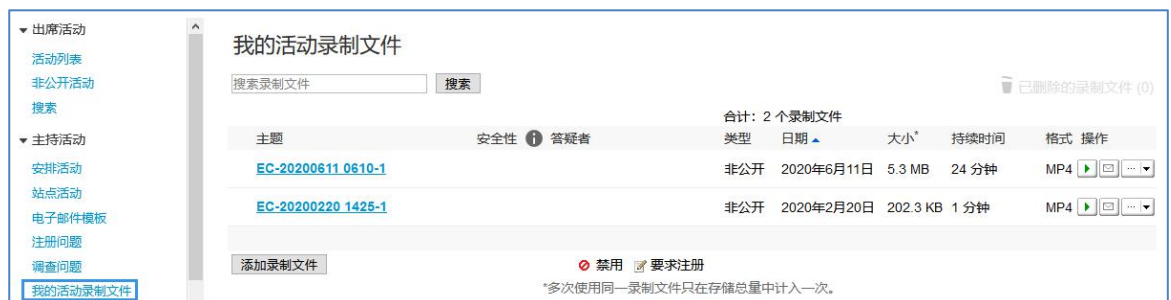 出席活动
活动列表
非公开活动
搜索
主持活动
安排活动
站点活动
电子邮件模板
注册问题
调查问题
我的活动录制文件
我的活动录制文件
搜索录制文件 搜索
已删除的录制文件 (0)
合计：2 个录制文件
主题 安全性 答疑者 类型 日期 大小* 持续时间 格式 操作
EC-20200611 0610-1 非公开 2020年6月11日 5.3 MB 24 分钟 MP4
EC-20200220 1425-1 非公开 2020年2月20日 202.3 KB 1 分钟 MP4
添加录制文件 禁用 要求注册
*多次使用同一录制文件只在存储总量中计入一次。